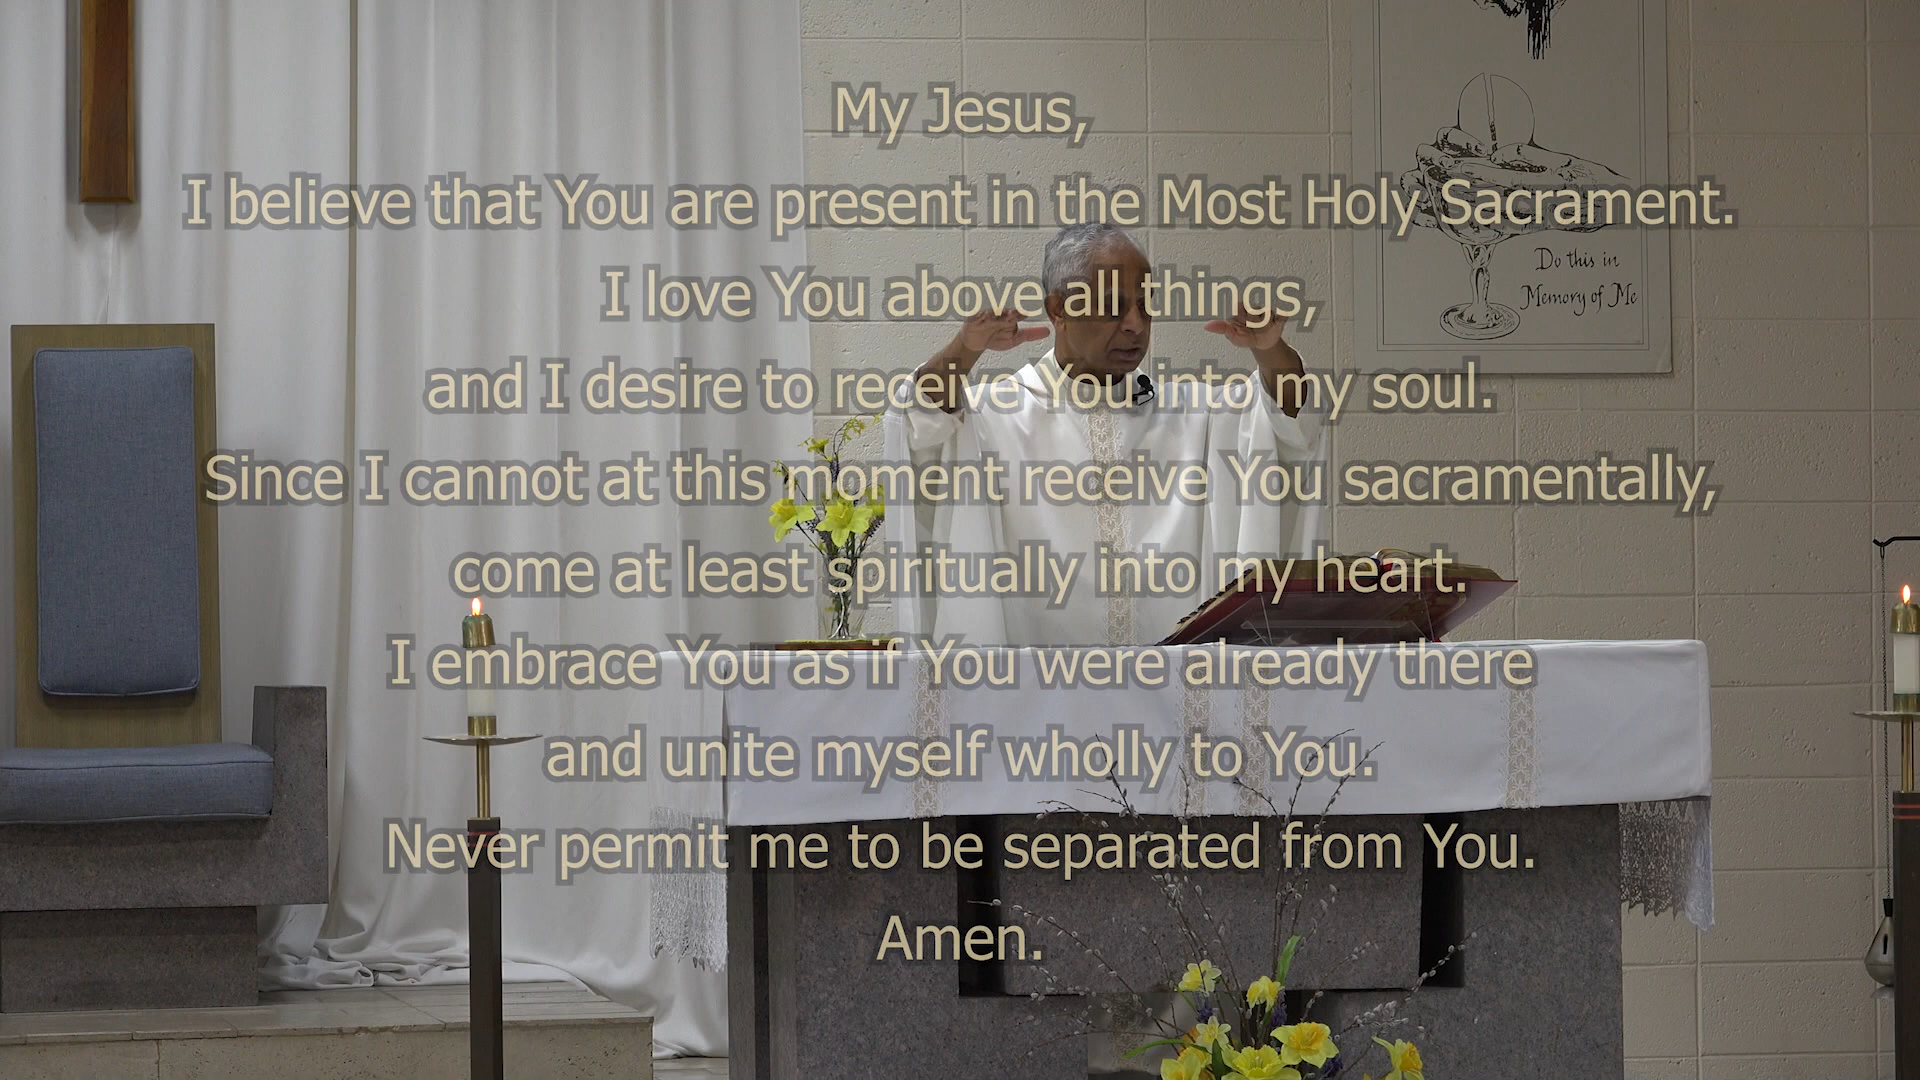 My Jesus,
I believe that You are present in the Most Holy Sacrament.
I love You above all things,
and I desire to receive You into my soul.
Since I cannot at this moment receive You sacramentally,
come at least spiritually into my heart.
I embrace You as if You were already there
and unite myself wholly to You.
Never permit me to be separated from You.
Amen.
Do this in
Memory of Me